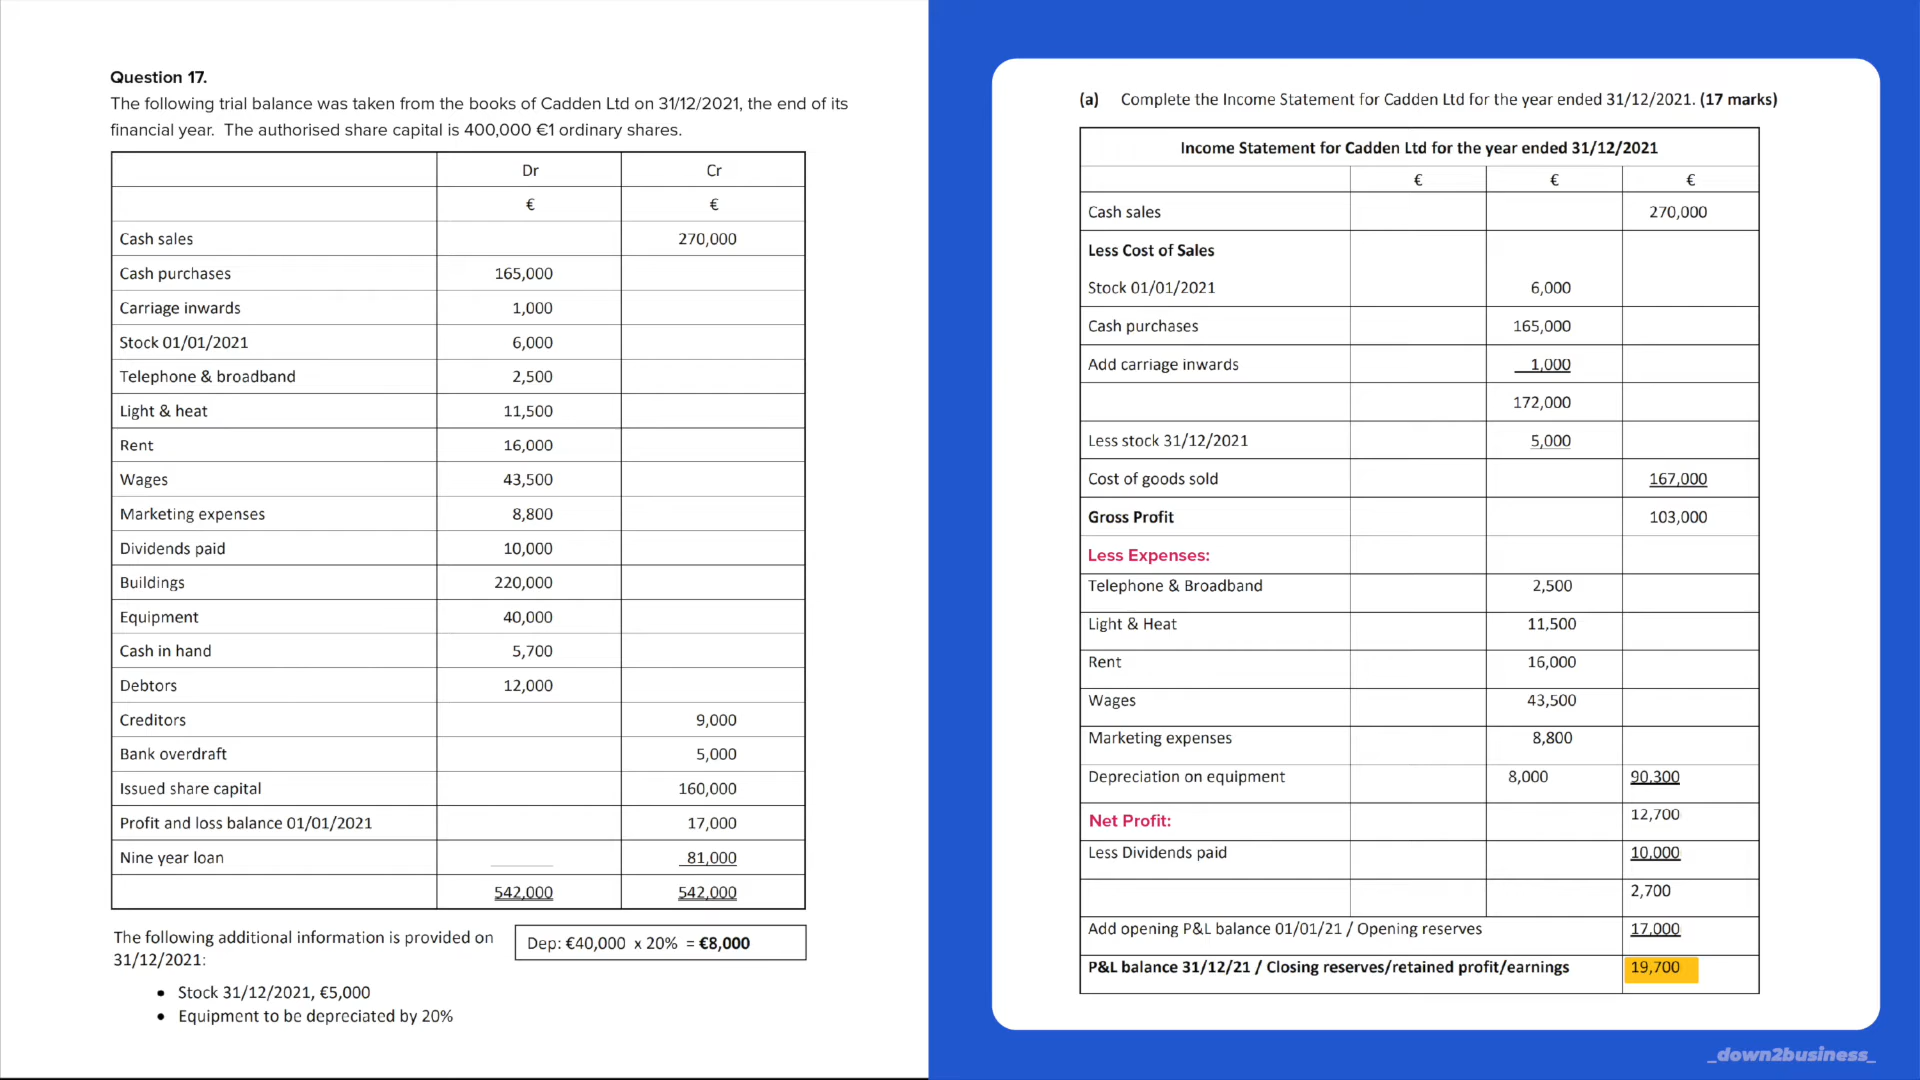 Question 17.
The following trial balance was taken from the books of Cadden Ltd on 31/12/2021, the end of its
financial year. The authorised share capital is 400,000 €1 ordinary shares.
Dr Cr
€ €
Cash sales 270,000
Cash purchases 165,000
Carriage inwards 1,000
Stock 01/01/2021 6,000
Telephone & broadband 2,500
Light & heat 11,500
Rent 16,000
Wages 43,500
Marketing expenses 8,800
Dividends paid 10,000
Buildings 220,000
Equipment 40,000
Cash in hand 5,700
Debtors 12,000
Creditors 9,000
Bank overdraft 5,000
Issued share capital 160,000
Profit and loss balance 01/01/2021 17,000
Nine year loan 81,000
542,000 542,000
The following additional information is provided on
31/12/2021:
Dep: €40,000 x 20% = €8,000
• Stock 31/12/2021, €5,000
• Equipment to be depreciated by 20%
(a) Complete the Income Statement for Cadden Ltd for the year ended 31/12/2021. (17 marks)
Income Statement for Cadden Ltd for the year ended 31/12/2021
€ € €
Cash sales 270,000
Less Cost of Sales
Stock 01/01/2021 6,000
Cash purchases 165,000
Add carriage inwards 1,000
172,000
Less stock 31/12/2021 5,000
Cost of goods sold 167,000
Gross Profit 103,000
Less Expenses:
Telephone & Broadband 2,500
Light & Heat 11,500
Rent 16,000
Wages 43,500
Marketing expenses 8,800
Depreciation on equipment 8,000 90,300
Net Profit: 12,700
Less Dividends paid 10,000
2,700
Add opening P&L balance 01/01/21 / Opening reserves 17,000
P&L balance 31/12/21 / Closing reserves/retained profit/earnings 19,700
_down2business_